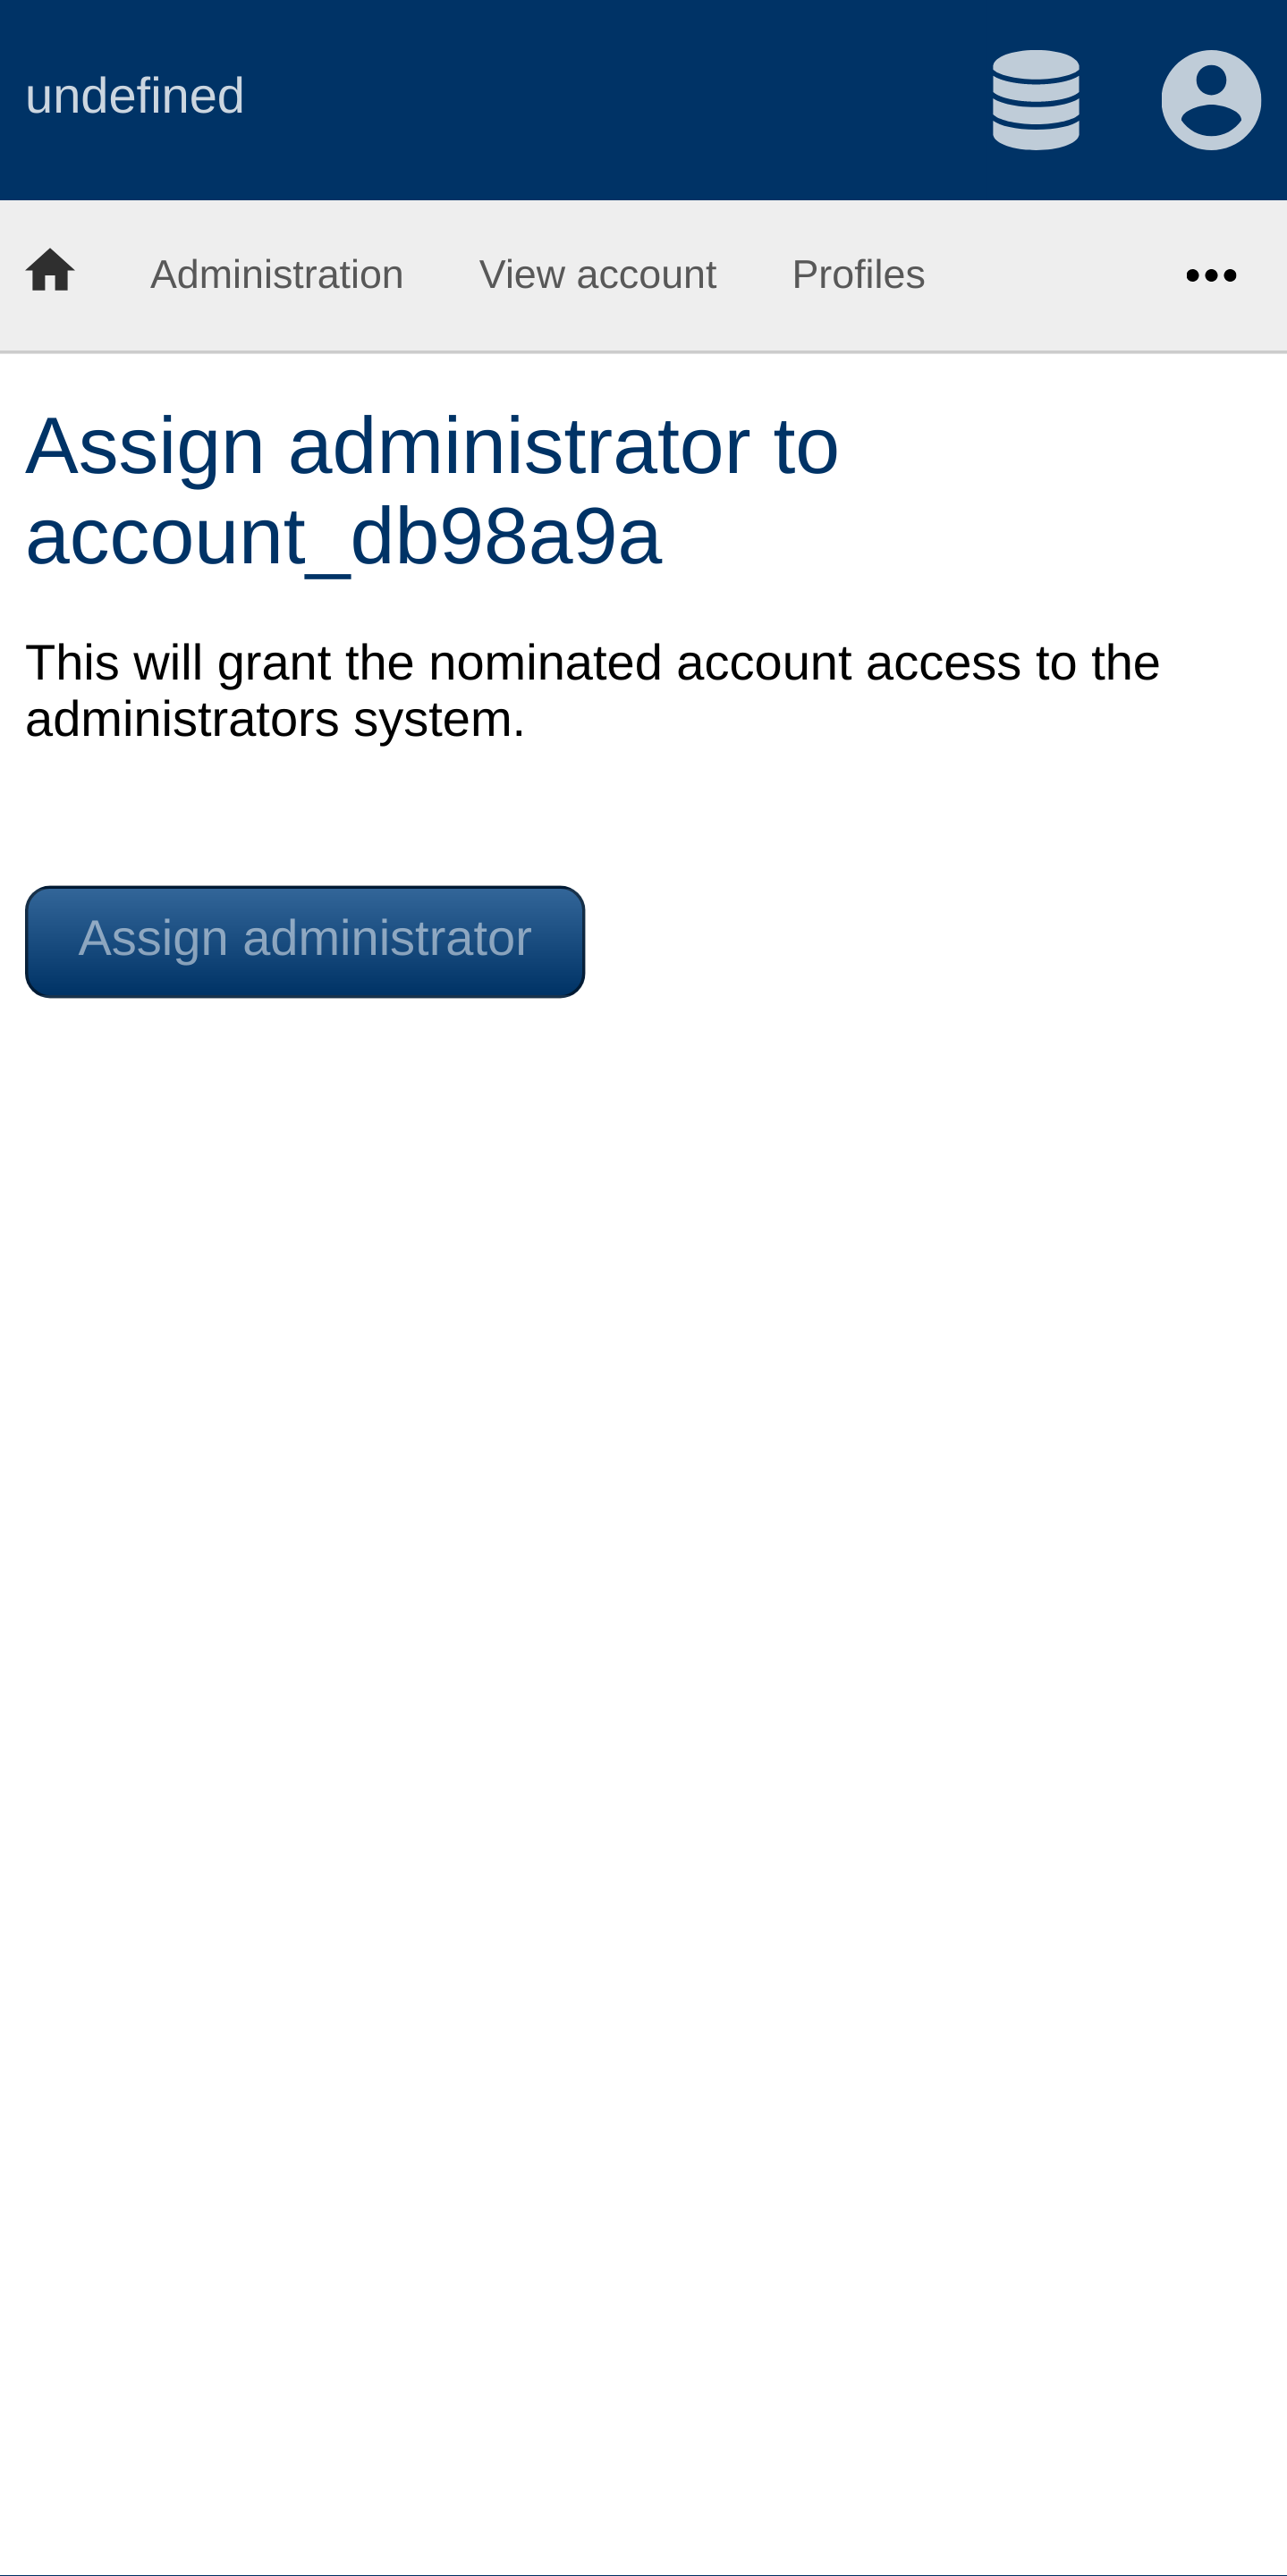 undefined
Administration View account Profiles
Assign administrator to
account_db98a9a
This will grant the nominated account access to the
administrators system.
Assign administrator